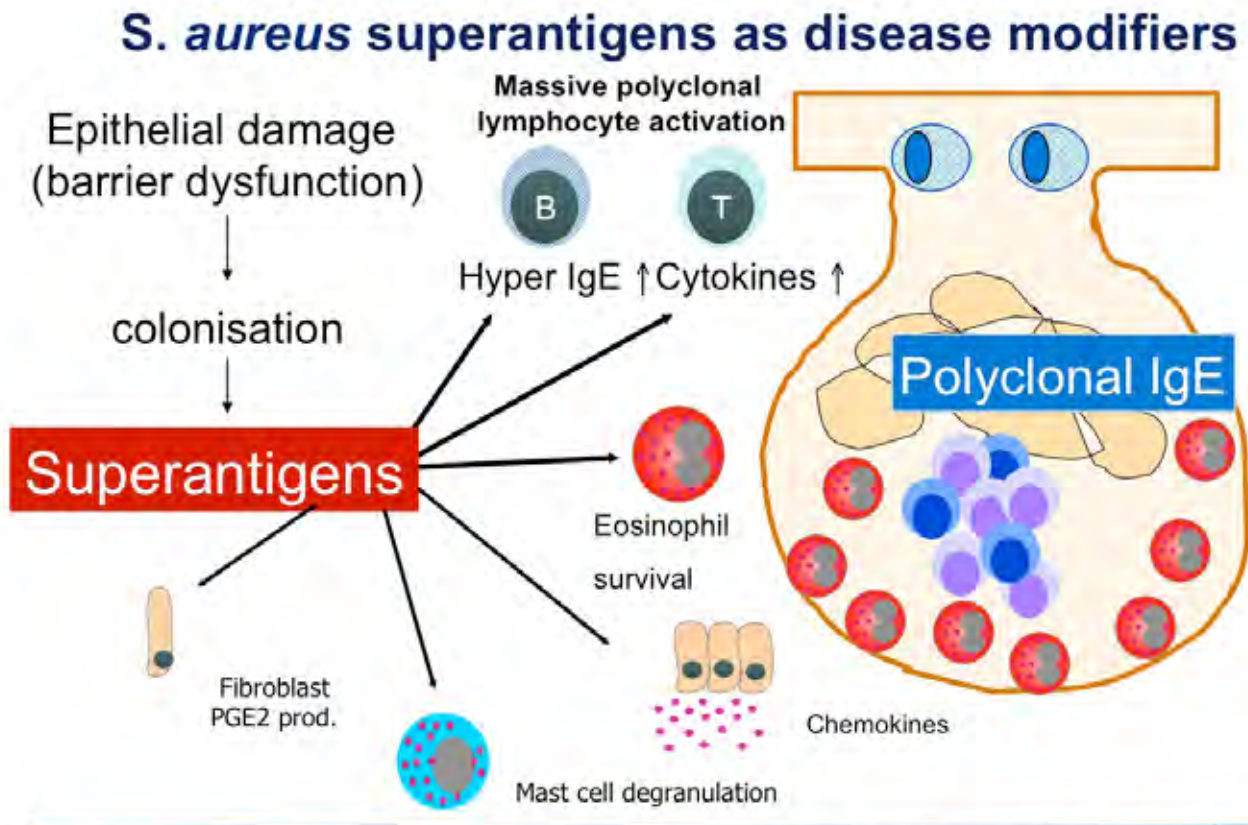 S. aureus superantigens as disease modifiers
Epithelial damage
(barrier dysfunction)
colonisation
Superantigens
Massive polyclonal
lymphocyte activation
B
T
Hyper IgE ↑ Cytokines ↑
Polyclonal IgE
Eosinophil
survival
Fibroblast
PGE2 prod.
Chemokines
Mast cell degranulation